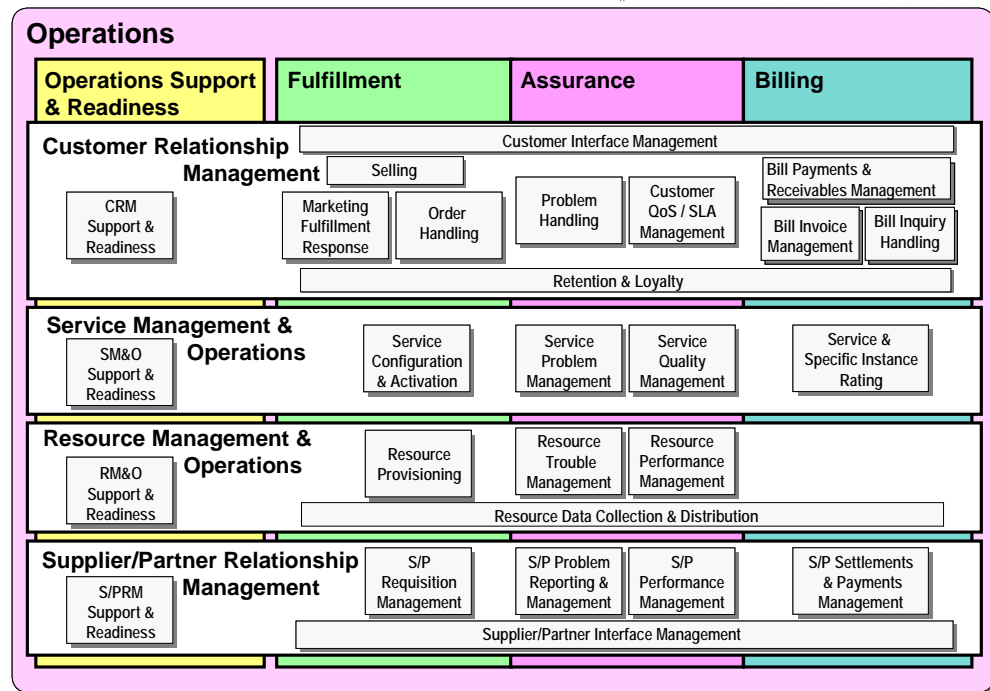 Operations
Operations Support
& Readiness
Fulfillment
Assurance
Billing
Customer Relationship
Management
Customer Interface Management
Selling
Bill Payments &
Receivables Management
CRM
Support &
Readiness
Marketing
Fulfillment
Response
Order
Handling
Problem
Handling
Customer
QoS / SLA
Management
Bill Invoice
Management
Bill Inquiry
Handling
Retention & Loyalty
Service Management &
Operations
SM&O
Support &
Readiness
Service
Configuration
& Activation
Service
Problem
Management
Service
Quality
Management
Service &
Specific Instance
Rating
Resource Management &
Operations
RM&O
Support &
Readiness
Resource
Provisioning
Resource
Trouble
Management
Resource
Performance
Management
Resource Data Collection & Distribution
Supplier/Partner Relationship
Management
S/PRM
Support &
Readiness
S/P
Requisition
Management
S/P Problem
Reporting &
Management
S/P
Performance
Management
S/P Settlements
& Payments
Management
Supplier/Partner Interface Management